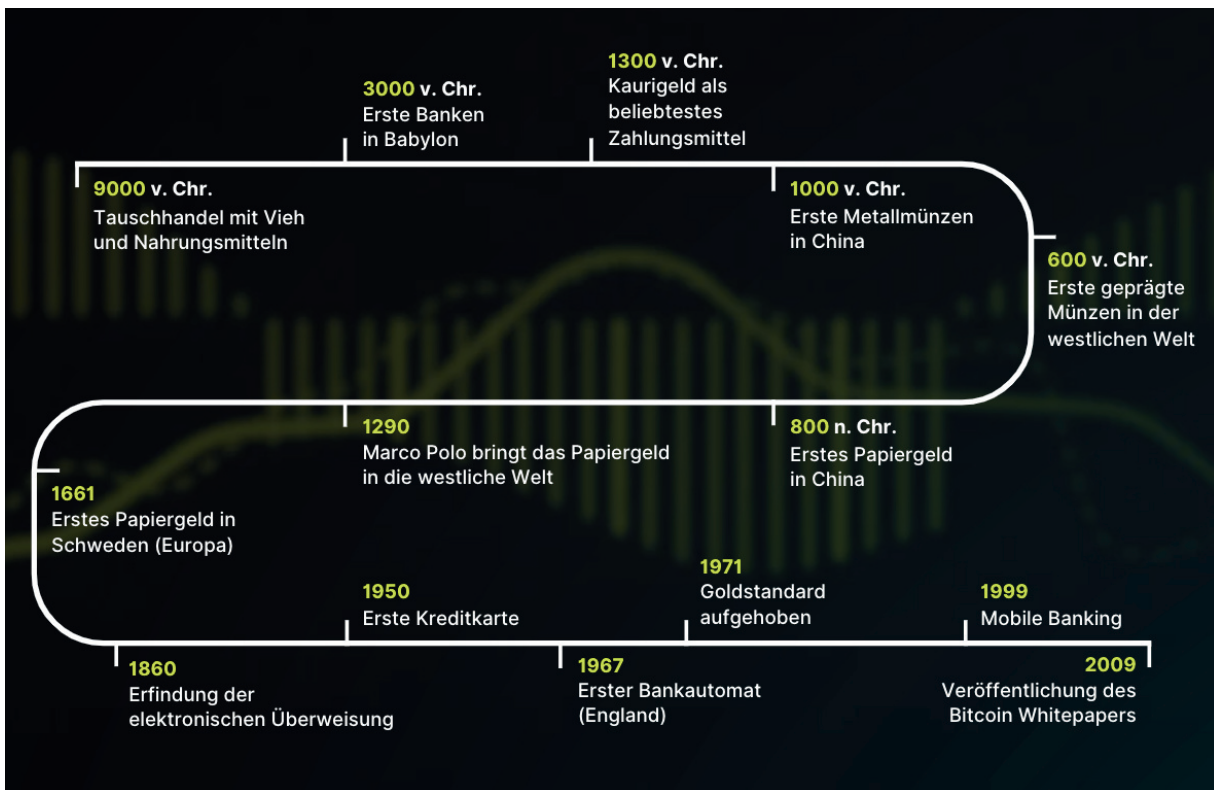 9000 v. Chr.
Tauschhandel mit Vieh
und Nahrungsmitteln
3000 v. Chr.
Erste Banken
in Babylon
1300 v. Chr.
Kaurigeld als
beliebtestes
Zahlungsmittel
1000 v. Chr.
Erste Metallmünzen
in China
600 v. Chr.
Erste geprägte
Münzen in der
westlichen Welt
800 n. Chr.
Erstes Papiergeld
in China
1290
Marco Polo bringt das Papiergeld
in die westliche Welt
1661
Erstes Papiergeld in
Schweden (Europa)
1860
Erfindung der
elektronischen Überweisung
1950
Erste Kreditkarte
1967
Erster Bankautomat
(England)
1971
Goldstandard
aufgehoben
1999
Mobile Banking
2009
Veröffentlichung des
Bitcoin Whitepapers